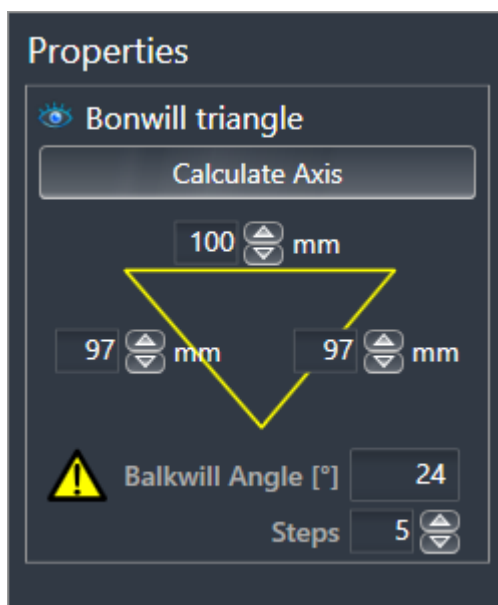 Properties
Bonwill triangle
Calculate Axis
100 mm
97 mm 97 mm
Balkwill Angle [°] 24
Steps 5